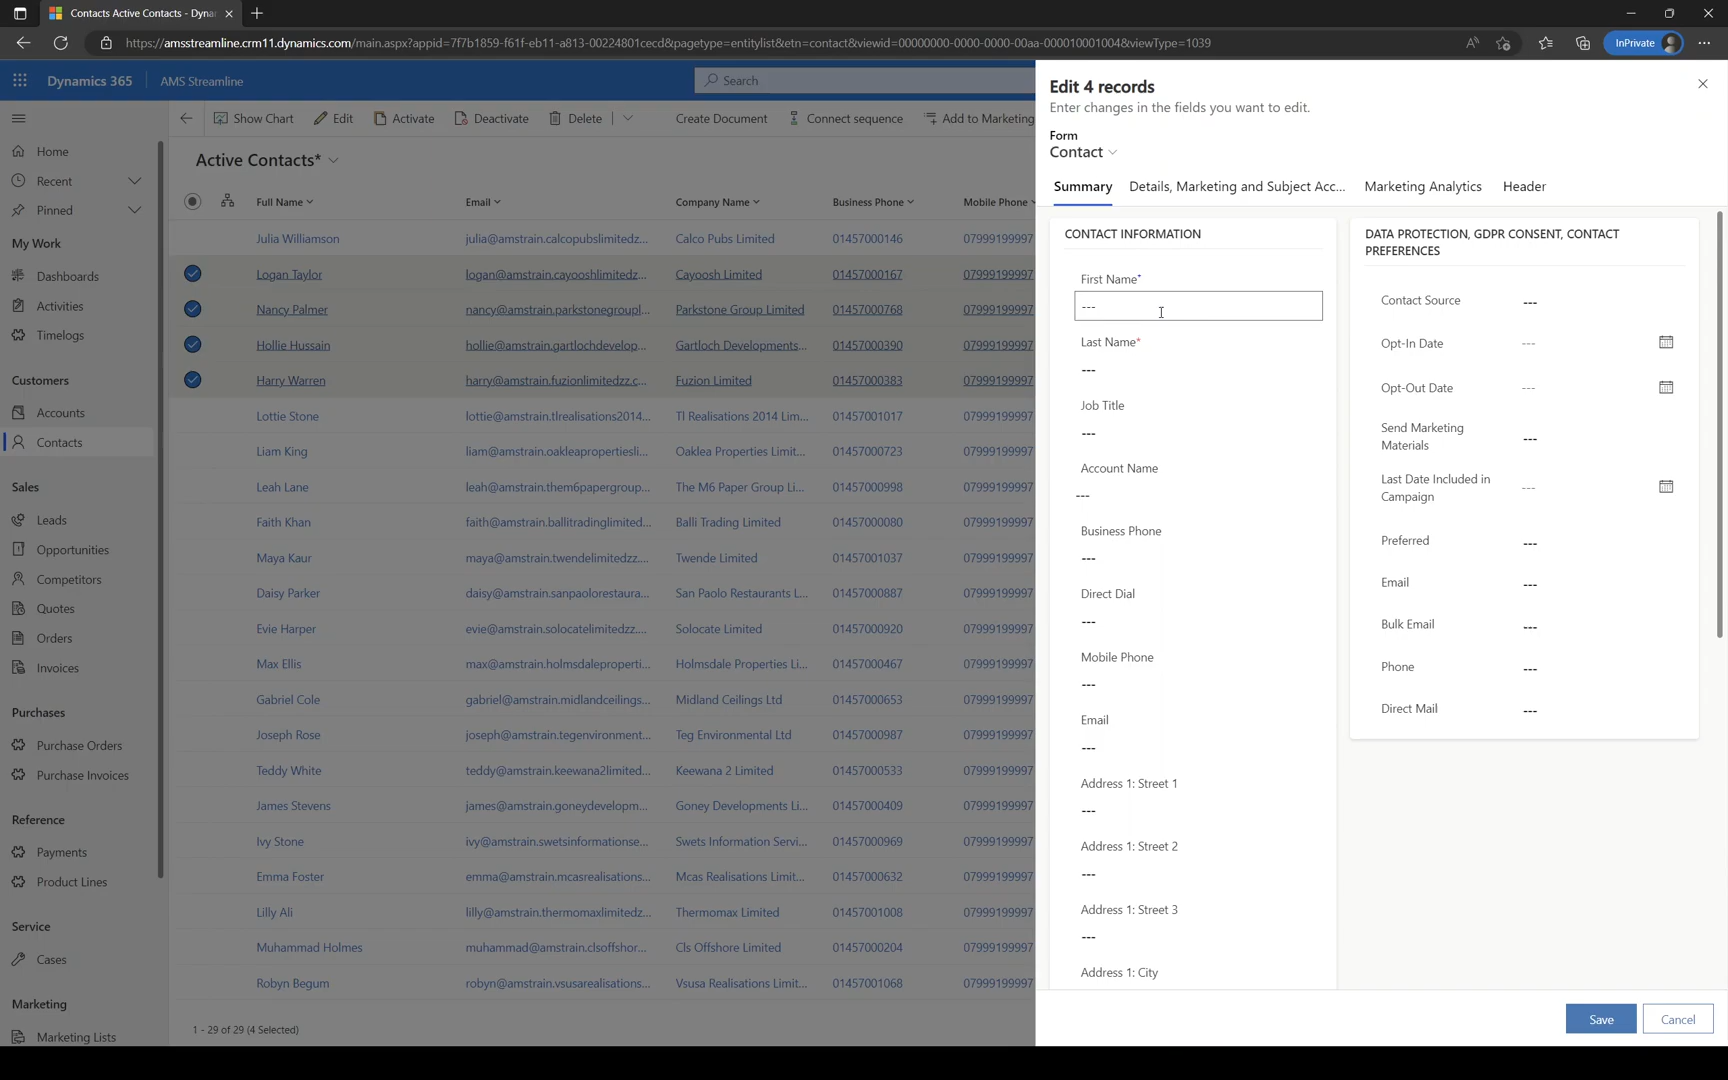 Contacts Active Contacts - Dyna
https://amsstreamline.crm11.dynamics.com/main.aspx?appid=7f7b1859-f61f-eb11-a813-00224801cecd&pagetype=entitylist&etn=contact&viewid=00000000-0000-0000-00aa-000010001004&viewType=1039
InPrivate
Dynamics 365
AMS Streamline
Search
Show Chart
Edit
Activate
Deactivate
Delete
Create Document
Connect sequence
Add to Marketing
Home
Recent
Pinned
My Work
Dashboards
Activities
Timelogs
Customers
Accounts
Contacts
Sales
Leads
Opportunities
Competitors
Quotes
Orders
Invoices
Purchases
Purchase Orders
Purchase Invoices
Reference
Payments
Product Lines
Service
Cases
Marketing
Marketing Lists
Active Contacts*
Full Name Email Company Name Business Phone Mobile Phone
Julia Williamson julia@amstrain.calcopubslimitedz... Calco Pubs Limited 01457000146 07999199997
Logan Taylor logan@amstrain.cayooshlimitedz... Cayoosh Limited 01457000167 07999199997
Nancy Palmer nancy@amstrain.parkstonegroupl... Parkstone Group Limited 01457000768 07999199997
Hollie Hussain hollie@amstrain.gartlochdevelop... Gartloch Developments... 01457000390 07999199997
Harry Warren harry@amstrain.fuzionlimitedzz.c... Fuzion Limited 01457000383 07999199997
Lottie Stone lottie@amstrain.tlrealisations2014... Tl Realisations 2014 Lim... 01457001017 07999199997
Liam King liam@amstrain.oakleapropertiesli... Oaklea Properties Limit... 01457000723 07999199997
Leah Lane leah@amstrain.them6papergroup... The M6 Paper Group Li... 01457000998 07999199997
Faith Khan faith@amstrain.ballitradinglimited... Balli Trading Limited 01457000080 07999199997
Maya Kaur maya@amstrain.twendelimitedzz... Twende Limited 01457001037 07999199997
Daisy Parker daisy@amstrain.sanpaolorestaura... San Paolo Restaurants L... 01457000887 07999199997
Evie Harper evie@amstrain.solocatelimitedzz.... Solocate Limited 01457000920 07999199997
Max Ellis max@amstrain.holmsdaleproperti... Holmsdale Properties Li... 01457000467 07999199997
Gabriel Cole gabriel@amstrain.midlandceilings... Midland Ceilings Ltd 01457000653 07999199997
Joseph Rose joseph@amstrain.tegenvironment... Teg Environmental Ltd 01457000987 07999199997
Teddy White teddy@amstrain.keewana2limited... Keewana 2 Limited 01457000533 07999199997
James Stevens james@amstrain.goneydevelopm... Goney Developments Li... 01457000409 07999199997
Ivy Stone ivy@amstrain.swetsinformationse... Swets Information Servi... 01457000969 07999199997
Emma Foster emma@amstrain.mcasrealisations... Mcas Realisations Limit... 01457000632 07999199997
Lilly Ali lilly@amstrain.thermomaxlimitedz... Thermomax Limited 01457001008 07999199997
Muhammad Holmes muhammad@amstrain.clsoffshor... Cls Offshore Limited 01457000204 07999199997
Robyn Begum robyn@amstrain.vsusarealisations... Vsusa Realisations Limit... 01457001068 07999199997
1 - 29 of 29 (4 Selected)
Edit 4 records
Enter changes in the fields you want to edit.
Form
Contact
Summary Details, Marketing and Subject Acc... Marketing Analytics Header
CONTACT INFORMATION
First Name*
---
Last Name*
---
Job Title
---
Account Name
---
Business Phone
---
Direct Dial
---
Mobile Phone
---
Email
---
Address 1: Street 1
---
Address 1: Street 2
---
Address 1: Street 3
---
Address 1: City
DATA PROTECTION, GDPR CONSENT, CONTACT
PREFERENCES
Contact Source ---
Opt-In Date ---
Opt-Out Date ---
Send Marketing
Materials ---
Last Date Included in
Campaign ---
Preferred ---
Email ---
Bulk Email ---
Phone ---
Direct Mail ---
Save
Cancel